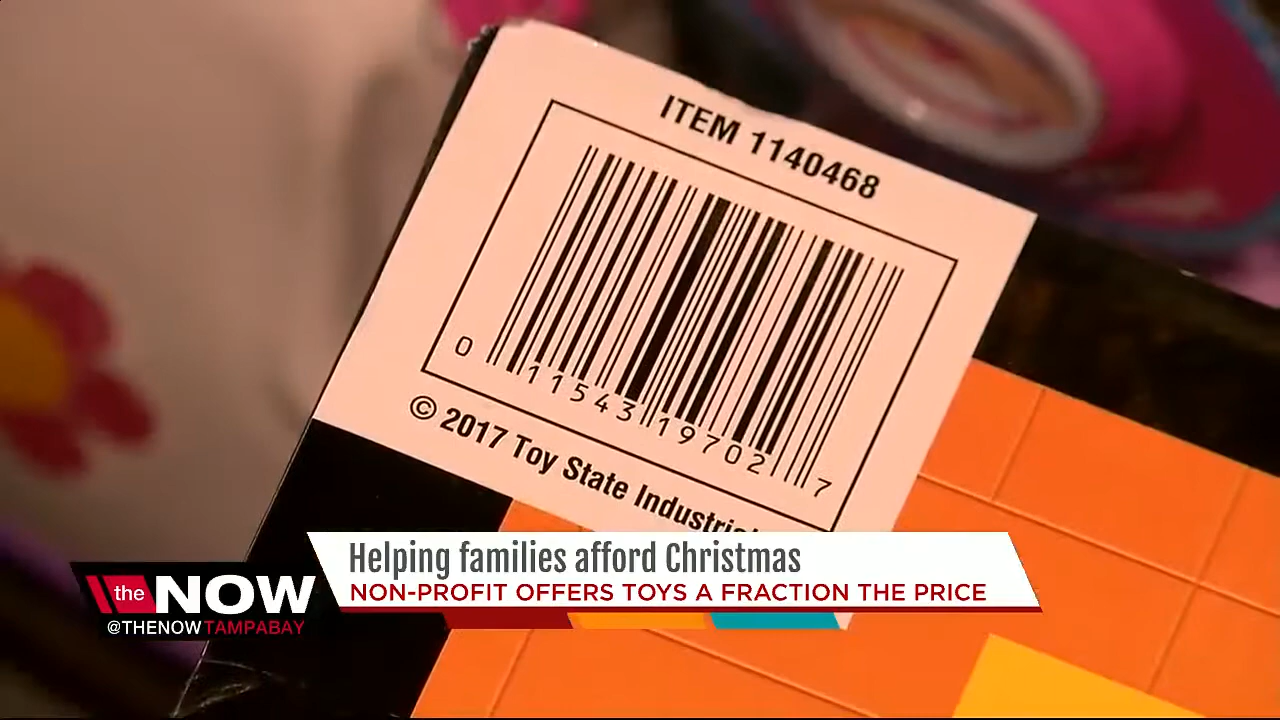 ITEM 1140468
0 11543 19702 7
© 2017 Toy State
Helping families afford Christmas
NON-PROFIT OFFERS TOYS A FRACTION THE PRICE
the NOW
@THENOWTAMPABAY